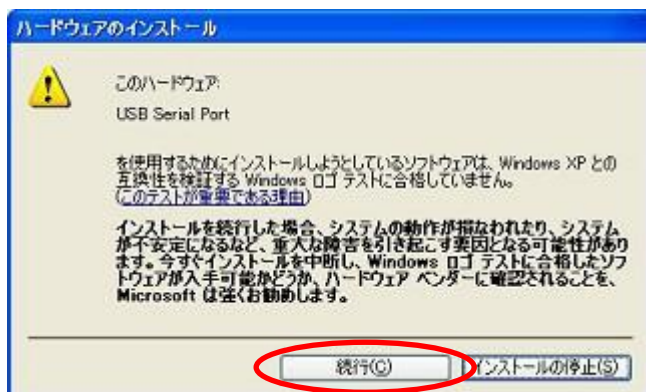 ハードウェアのインストール
このハードウェア:
USB Serial Port
を使用するためにインストールしようとしているソフトウェアは、Windows XP との
互換性を検証する Windows ロゴ テストに合格していません。
(このテストが重要である理由)
インストールを続行した場合、システムの動作が損なわれたり、システム
が不安定になるなど、重大な障害を引き起こす要因となる可能性があり
ます。今すぐインストールを中断し、Windows ロゴ テストに合格したソフ
トウェアが入手可能かどうか、ハードウェア ベンダーに確認されることを、
Microsoft は強くお勧めします。
続行(C)
インストールの停止(S)